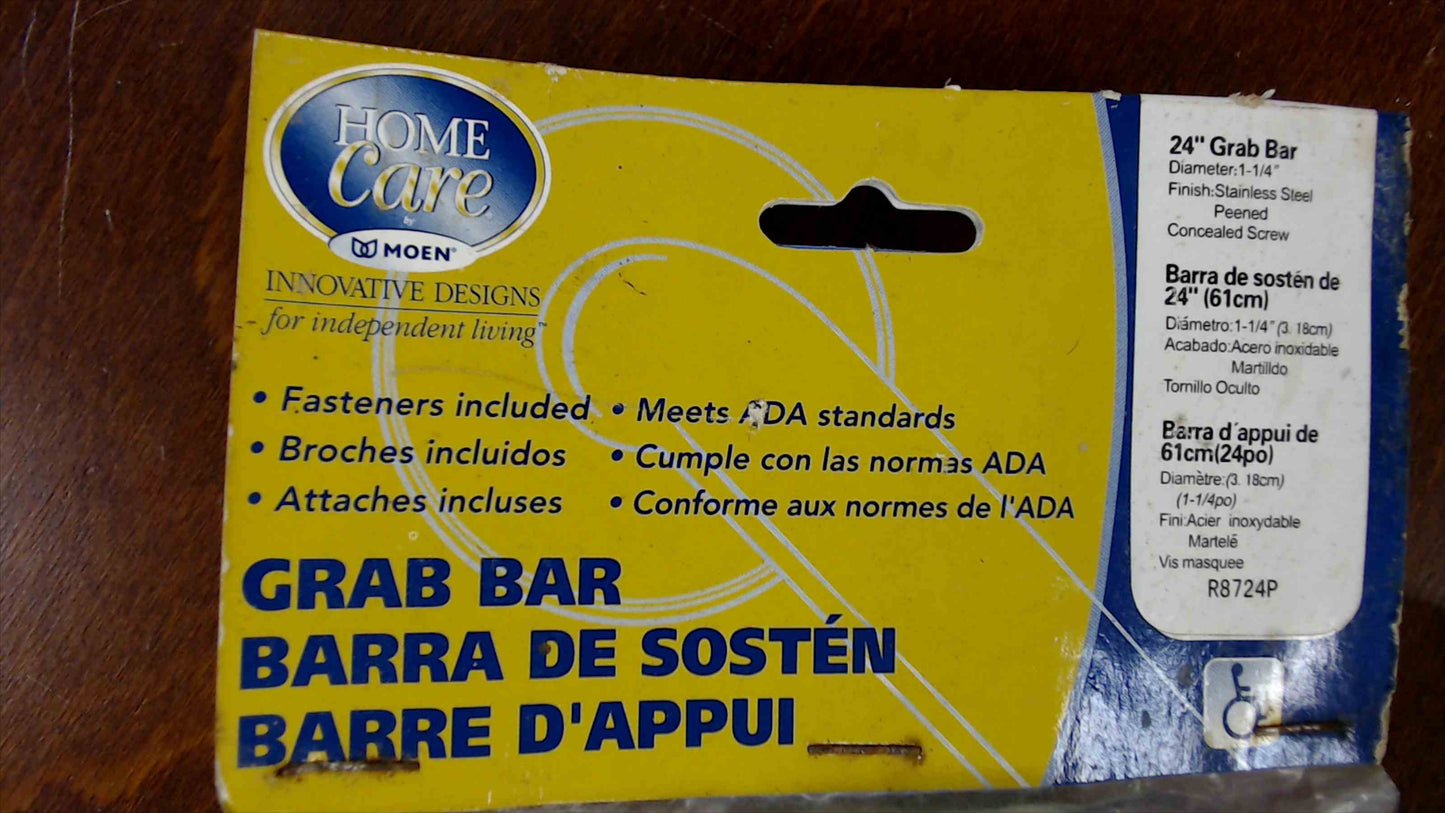 HOME
Care
by
MOEN®
INNOVATIVE DESIGNS
for independent living™
• Fasteners included
• Broches incluidos
• Attaches incluses
• Meets ADA standards
• Cumple con las normas ADA
• Conforme aux normes de l'ADA
GRAB BAR
BARRA DE SOSTÉN
BARRE D'APPUI
24" Grab Bar
Diameter:1-1/4"
Finish:Stainless Steel
Peened
Concealed Screw
Barra de sostén de
24" (61cm)
Diámetro:1-1/4" (3. 18cm)
Acabado:Acero inoxidable
Martilldo
Tornillo Oculto
Barra d'appui de
61cm(24po)
Diamètre:(3. 18cm)
(1-1/4po)
Fini:Acier inoxydable
Martelé
Vis masquee
R8724P